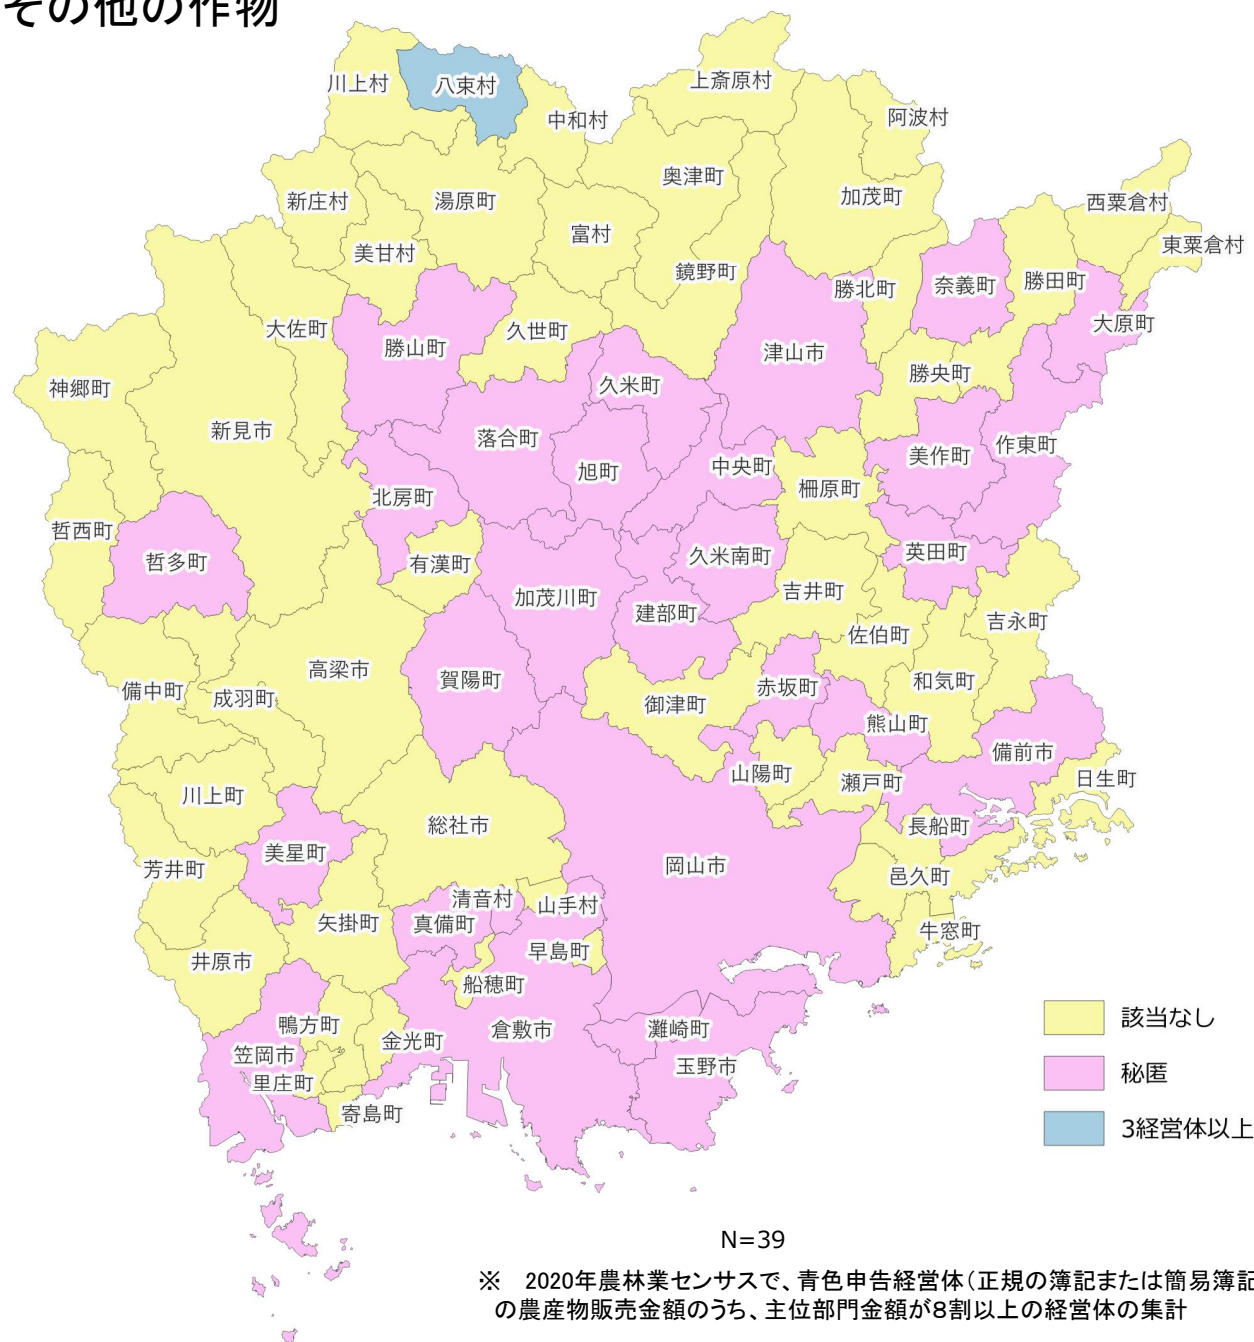 その他の作物
川上村
八束村
中和村
上斎原村
阿波村
新庄村
湯原町
奥津町
加茂町
西粟倉村
美甘村
富村
鏡野町
東粟倉村
大佐町
勝北町
奈義町
勝田町
大原町
勝山町
久世町
津山市
神郷町
久米町
勝央町
新見市
落合町
旭町
中央町
美作町
作東町
北房町
柵原町
哲西町
哲多町
有漢町
久米南町
英田町
加茂川町
建部町
吉井町
佐伯町
吉永町
備中町
成羽町
高梁市
賀陽町
御津町
赤坂町
和気町
熊山町
備前市
川上町
山陽町
瀬戸町
日生町
美星町
総社市
長船町
芳井町
岡山市
邑久町
矢掛町
清音村
真備町
山手村
牛窓町
井原市
早島町
船穂町
鴨方町
金光町
倉敷市
灘崎町
笠岡市
里庄町
玉野市
寄島町
該当なし
秘匿
3経営体以上
N=39
※　2020年農林業センサスで、青色申告経営体（正規の簿記または簡易簿記
の農産物販売金額のうち、主位部門金額が8割以上の経営体の集計